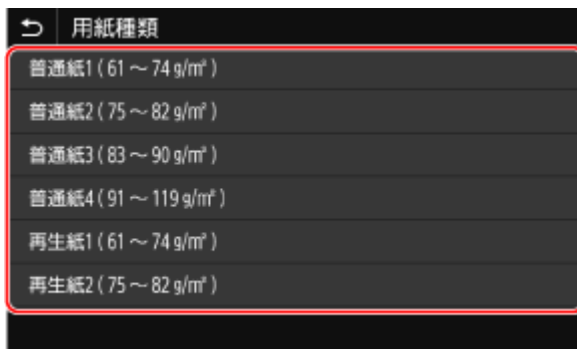 用紙種類
普通紙1 ( 61 ～ 74 g/m² )
普通紙2 ( 75 ～ 82 g/m² )
普通紙3 ( 83 ～ 90 g/m² )
普通紙4 ( 91 ～ 119 g/m² )
再生紙1 ( 61 ～ 74 g/m² )
再生紙2 ( 75 ～ 82 g/m² )